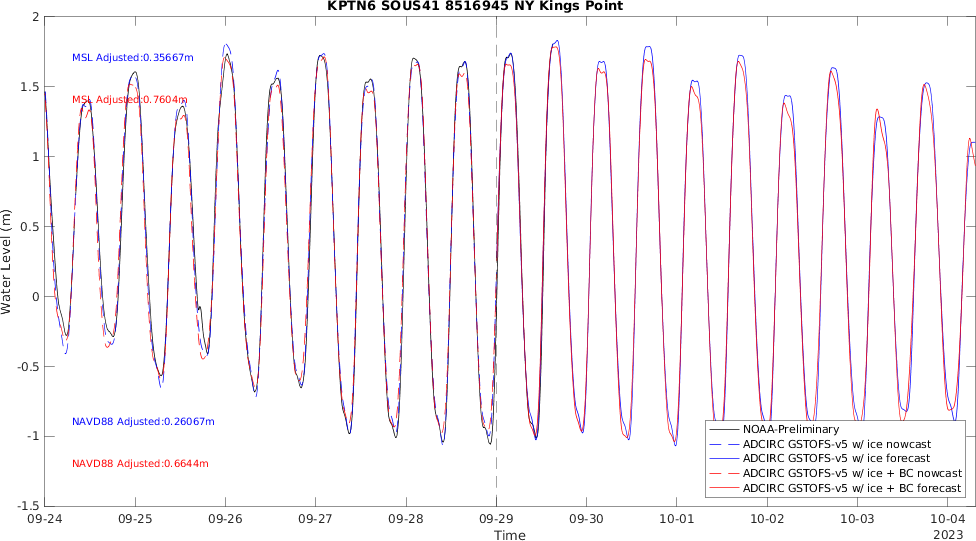 KPTN6 SOUS41 8516945 NY Kings Point
2
1.5
1
0.5
0
-0.5
-1
-1.5
Water Level (m)
MSL Adjusted:0.35667m
MSL Adjusted:0.7604m
NAVD88 Adjusted:0.26067m
NAVD88 Adjusted:0.6644m
NOAA-Preliminary
ADCIRC GSTOFS-v5 w/ ice nowcast
ADCIRC GSTOFS-v5 w/ ice forecast
ADCIRC GSTOFS-v5 w/ ice + BC nowcast
ADCIRC GSTOFS-v5 w/ ice + BC forecast
09-24 09-25 09-26 09-27 09-28 09-29 09-30 10-01 10-02 10-03 10-04
Time 2023